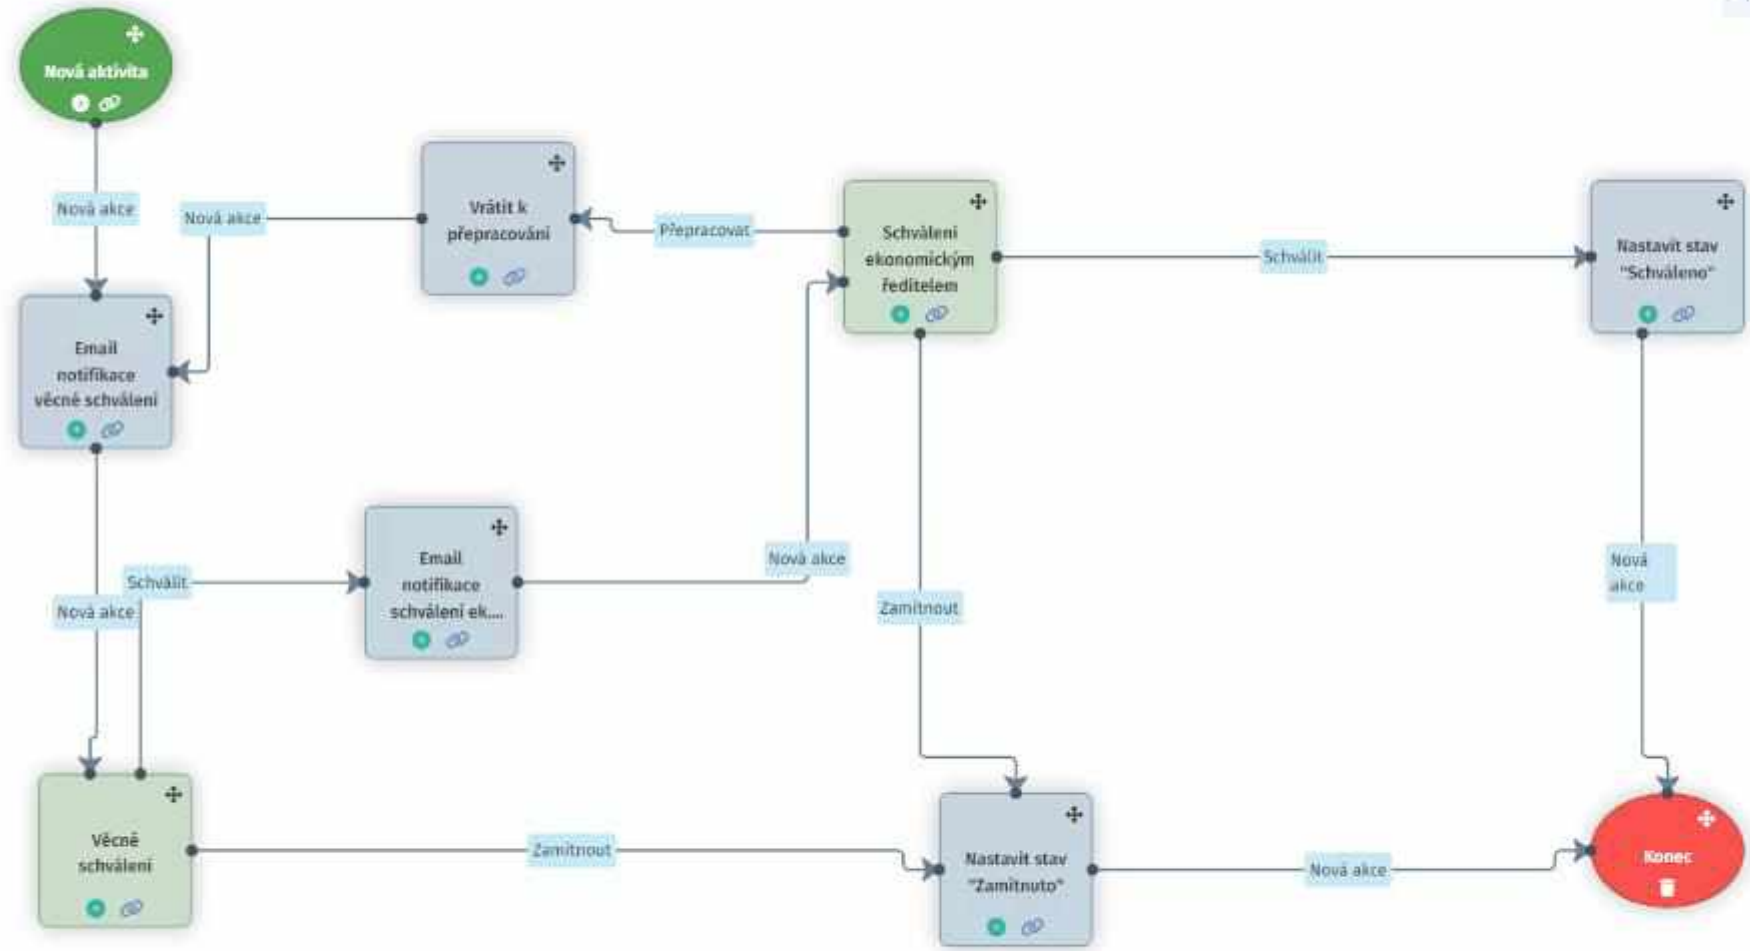 Nová aktivita
Nová akce
Nová akce
Vrátit k
přepracování
Přepracovat
Schválení
ekonomickým
ředitelem
Schválit
Nastavit stav
"Schváleno"
Email
notifikace
věcné schválení
Schválit
Nová akce
Email
notifikace
schválení ek....
Nová akce
Zamítnout
Nová
akce
Věcné
schválení
Zamítnout
Nastavit stav
"Zamítnuto"
Nová akce
Konec